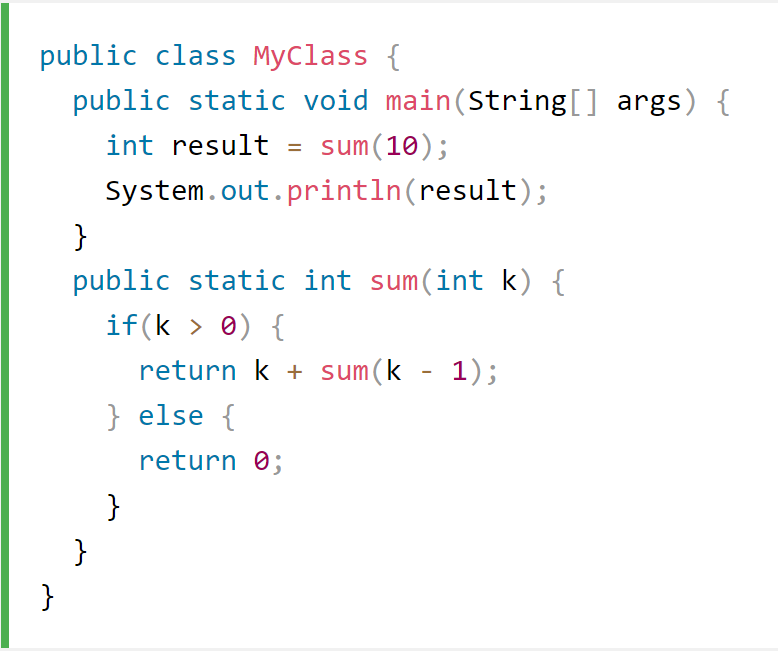 public class MyClass {
  public static void main(String[] args) {
    int result = sum(10);
    System.out.println(result);
  }
  public static int sum(int k) {
    if(k > 0) {
      return k + sum(k - 1);
    } else {
      return 0;
    }
  }
}